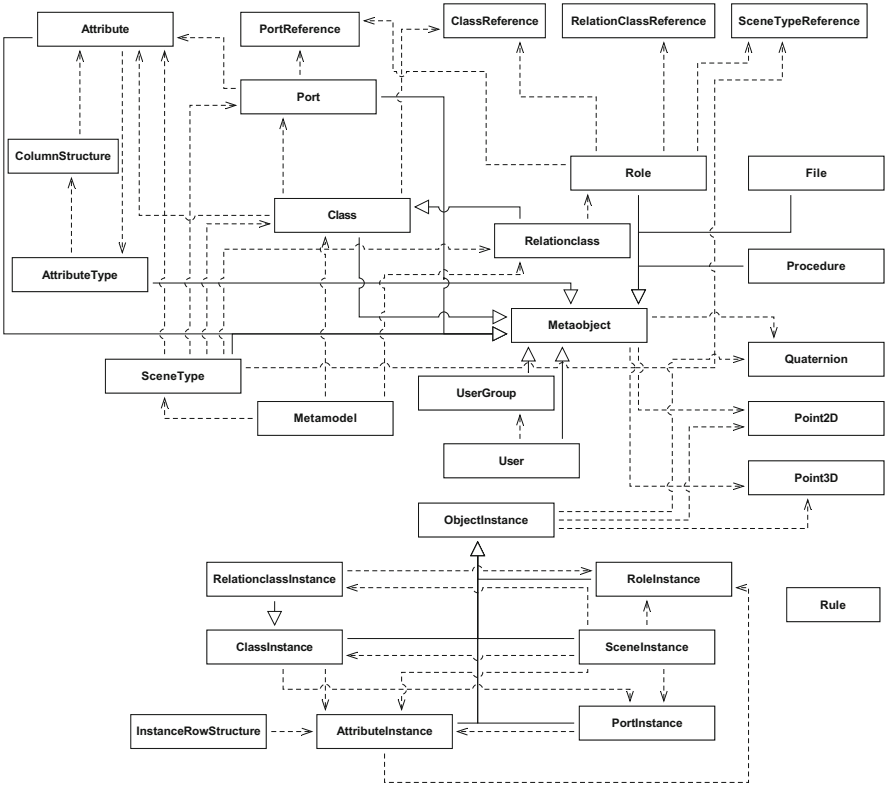 Attribute
PortReference
ClassReference
RelationClassReference
SceneTypeReference
Port
ColumnStructure
Role
File
Class
Relationclass
AttributeType
Procedure
Metaobject
Quaternion
SceneType
UserGroup
Metamodel
Point2D
User
Point3D
ObjectInstance
RelationclassInstance
RoleInstance
Rule
ClassInstance
SceneInstance
InstanceRowStructure
AttributeInstance
PortInstance